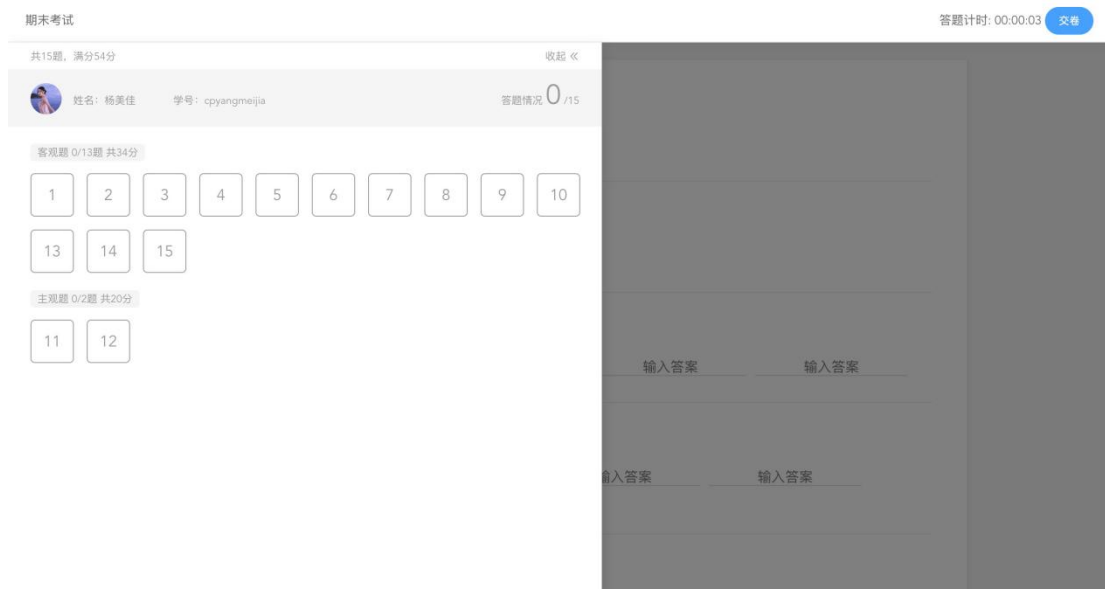 期末考试
答题计时: 00:00:03 交卷
共15题，满分54分 收起 «
姓名：杨美佳 学号：cpyangmeijia 答题情况 0 /15
客观题 0/13题 共34分
1 2 3 4 5 6 7 8 9 10
13 14 15
主观题 0/2题 共20分
11 12
输入答案 输入答案
输入答案 输入答案